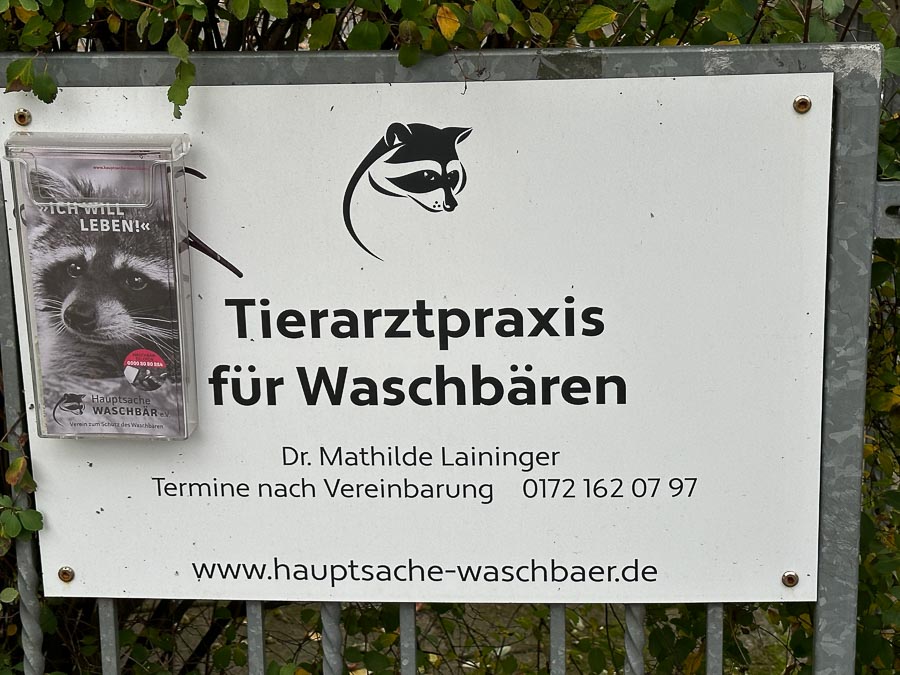 »ICH WILL
LEBEN!«
Hauptsache
WASCHBÄR e.V.
Verein zum Schutz des Waschbären
Tierarztpraxis
für Waschbären
Dr. Mathilde Laininger
Termine nach Vereinbarung 0172 162 07 97
www.hauptsache-waschbaer.de